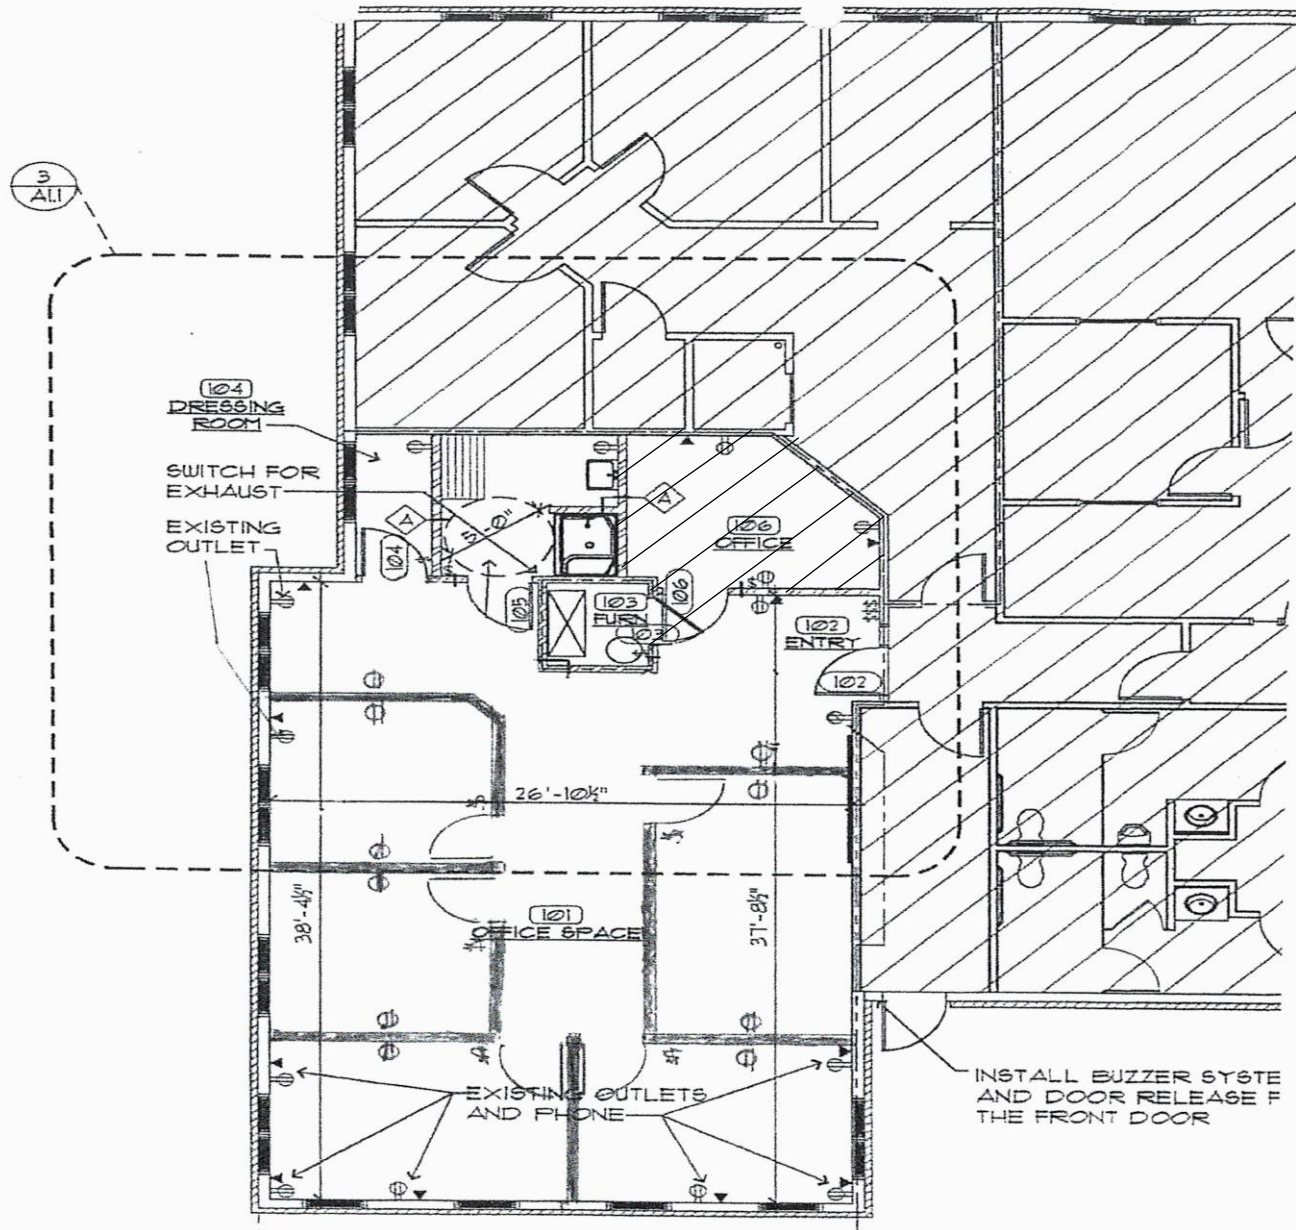 3
A1.1
104
DRESSING
ROOM
SWITCH FOR
EXHAUST
EXISTING
OUTLET
A
5'-0"
A
106
OFFICE
104
105
103
FURN
106
103
102
ENTRY
$$$
102
26'-10½"
38'-4½"
37'-8½"
101
OFFICE SPACE
EXISTING OUTLETS
AND PHONE
INSTALL BUZZER SYSTE
AND DOOR RELEASE F
THE FRONT DOOR